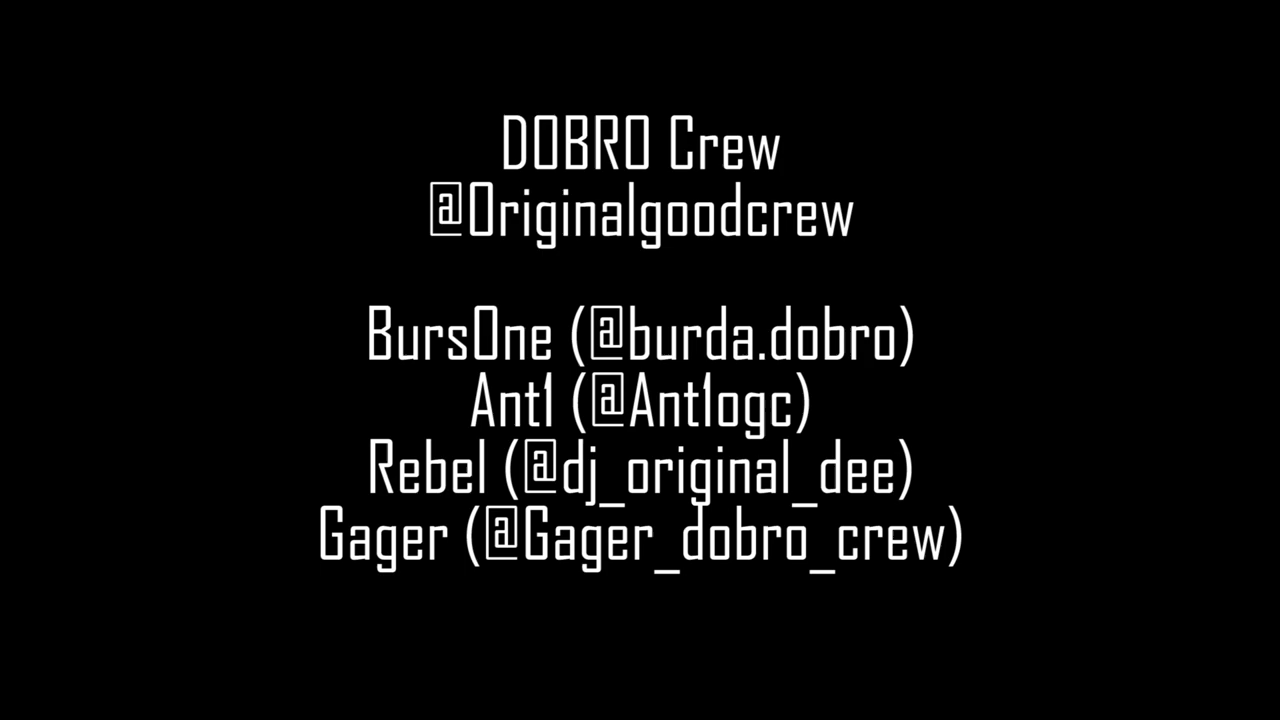 DOBRO Crew
@Originalgoodcrew
BursOne (@burda.dobro)
Ant1 (@Ant1ogc)
Rebel (@dj_original_dee)
Gager (@Gager_dobro_crew)